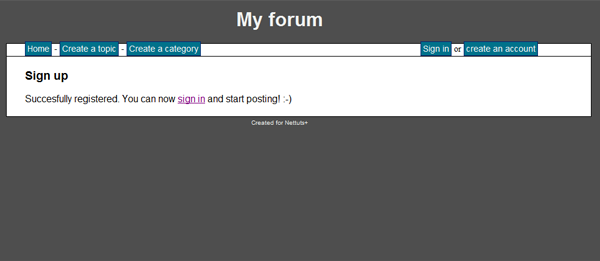 My forum
Home - Create a topic - Create a category Sign in or create an account
Sign up
Succesfully registered. You can now sign in and start posting! :-)
Created for Nettuts+